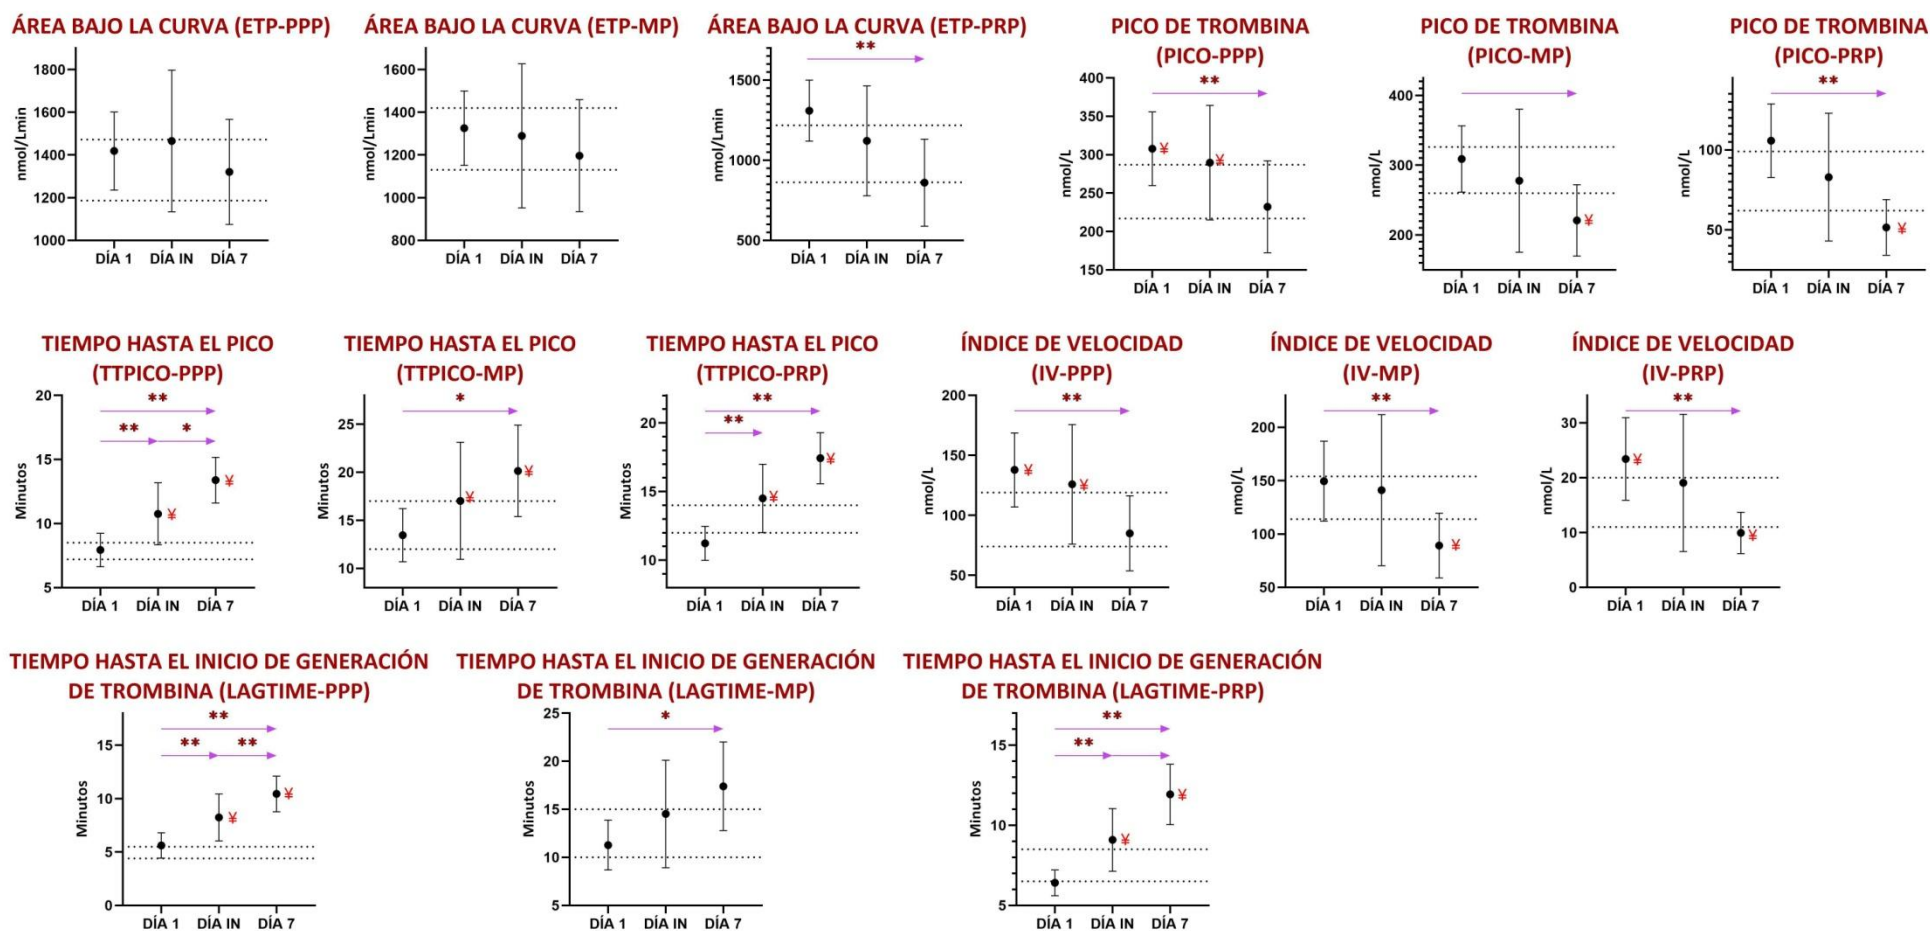 ÁREA BAJO LA CURVA (ETP-PPP)
**
nmol/Lmin
1800
1600
1400
1200
1000
DÍA 1 DÍA IN DÍA 7
ÁREA BAJO LA CURVA (ETP-MP)
nmol/Lmin
1600
1400
1200
1000
800
DÍA 1 DÍA IN DÍA 7
ÁREA BAJO LA CURVA (ETP-PRP)
**
nmol/Lmin
1500
1000
500
DÍA 1 DÍA IN DÍA 7
PICO DE TROMBINA
(PICO-PPP)
**
nmol/L
400
350
300
250
200
150
¥ ¥
DÍA 1 DÍA IN DÍA 7
PICO DE TROMBINA
(PICO-MP)
nmol/L
400
300
200
¥
DÍA 1 DÍA IN DÍA 7
PICO DE TROMBINA
(PICO-PRP)
**
nmol/L
100
50
¥
DÍA 1 DÍA IN DÍA 7
TIEMPO HASTA EL PICO
(TTPICO-PPP)
**
** *
Minutos
20
15
10
5
¥ ¥
DÍA 1 DÍA IN DÍA 7
TIEMPO HASTA EL PICO
(TTPICO-MP)
*
Minutos
25
20
15
10
¥ ¥
DÍA 1 DÍA IN DÍA 7
TIEMPO HASTA EL PICO
(TTPICO-PRP)
**
**
Minutos
20
15
10
¥ ¥
DÍA 1 DÍA IN DÍA 7
ÍNDICE DE VELOCIDAD
(IV-PPP)
**
nmol/L
200
150
100
50
¥ ¥
DÍA 1 DÍA IN DÍA 7
ÍNDICE DE VELOCIDAD
(IV-MP)
**
nmol/L
200
150
100
50
¥
DÍA 1 DÍA IN DÍA 7
ÍNDICE DE VELOCIDAD
(IV-PRP)
**
nmol/L
30
20
10
0
¥ ¥
DÍA 1 DÍA IN DÍA 7
TIEMPO HASTA EL INICIO DE GENERACIÓN
DE TROMBINA (LAGTIME-PPP)
**
** **
Minutos
15
10
5
0
¥ ¥
DÍA 1 DÍA IN DÍA 7
TIEMPO HASTA EL INICIO DE GENERACIÓN
DE TROMBINA (LAGTIME-MP)
*
Minutos
25
20
15
10
5
DÍA 1 DÍA IN DÍA 7
TIEMPO HASTA EL INICIO DE GENERACIÓN
DE TROMBINA (LAGTIME-PRP)
**
**
Minutos
15
10
5
¥ ¥
DÍA 1 DÍA IN DÍA 7